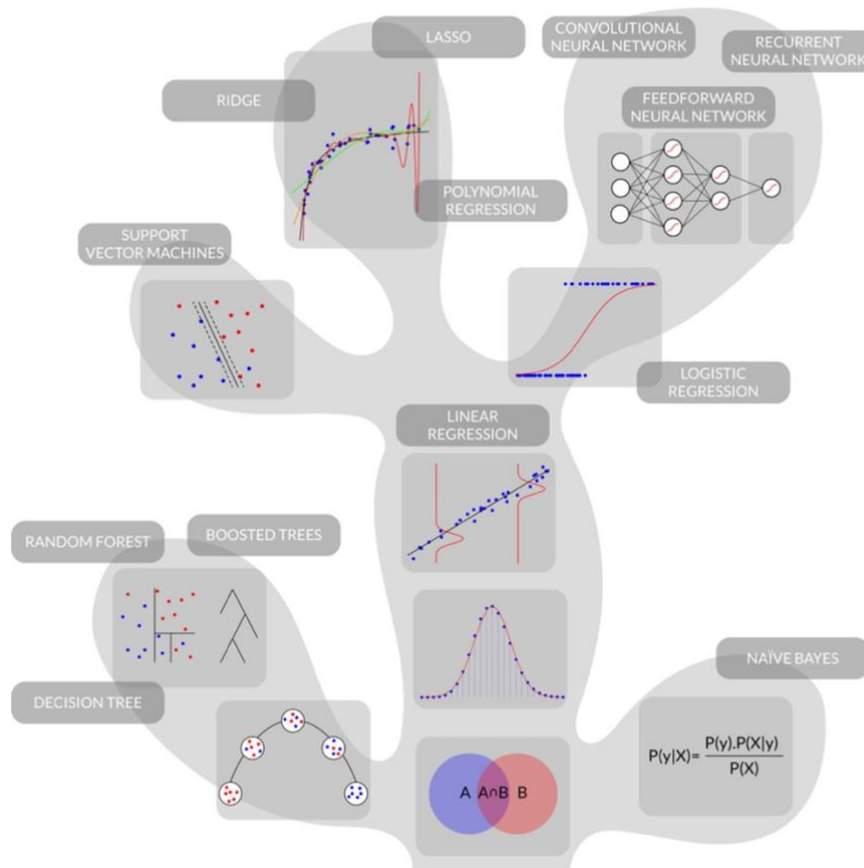 LASSO
CONVOLUTIONAL
NEURAL NETWORK
RECURRENT
NEURAL NETWORK
RIDGE
FEEDFORWARD
NEURAL NETWORK
POLYNOMIAL
REGRESSION
SUPPORT
VECTOR MACHINES
LOGISTIC
REGRESSION
LINEAR
REGRESSION
RANDOM FOREST
BOOSTED TREES
NAÏVE BAYES
DECISION TREE
P(y|X)= P(y).P(X|y)
P(X)
A A∩B B